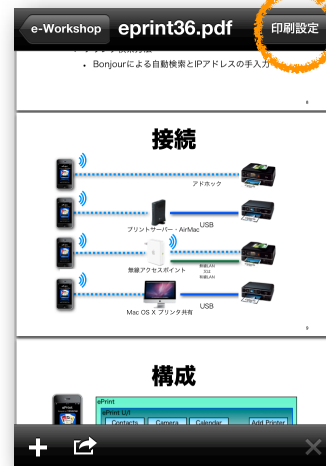 e-Workshop eprint36.pdf 印刷設定
• Bonjourによる自動検索とIPアドレスの手入力
8
接続
アドホック
プリントサーバー・AirMac
USB
無線アクセスポイント
有線LAN
又は
無線LAN
Mac OS X プリンタ共有
USB
9
構成
ePrint
ePrint U/I
Contacts Camera Calendar Add Printer